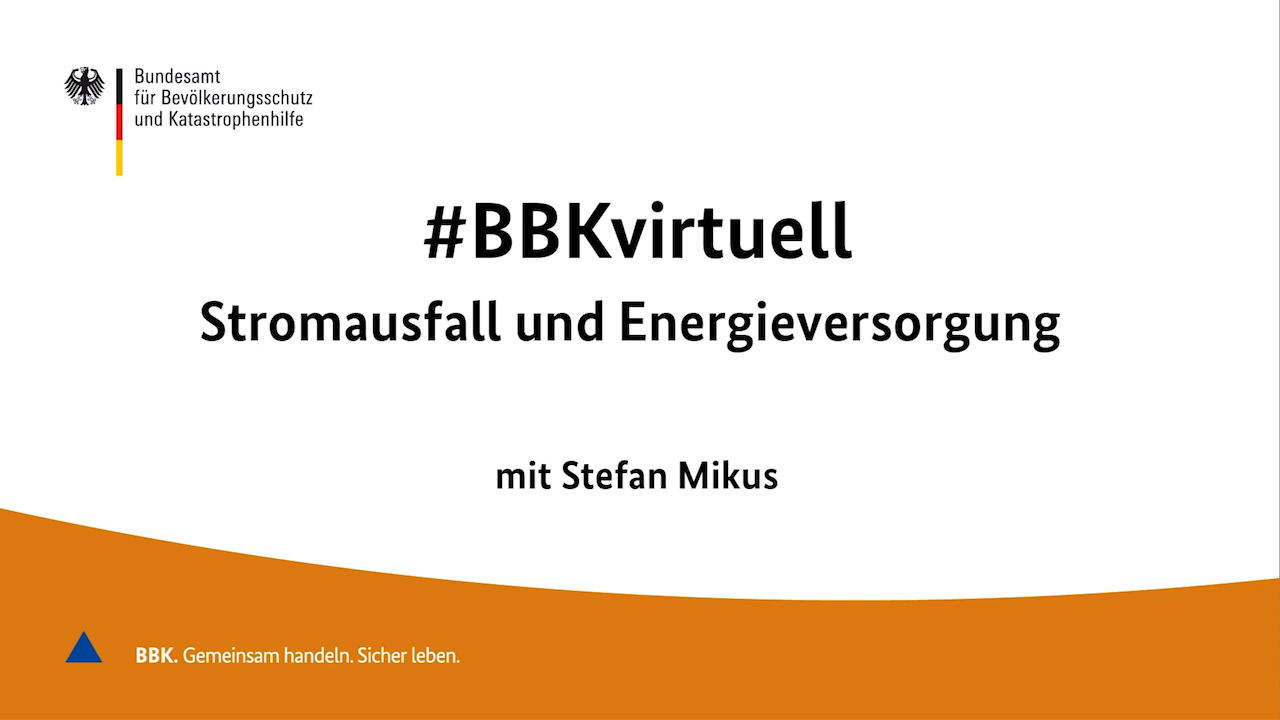 Bundesamt
für Bevölkerungsschutz
und Katastrophenhilfe
#BBKvirtuell
Stromausfall und Energieversorgung
mit Stefan Mikus
BBK. Gemeinsam handeln. Sicher leben.